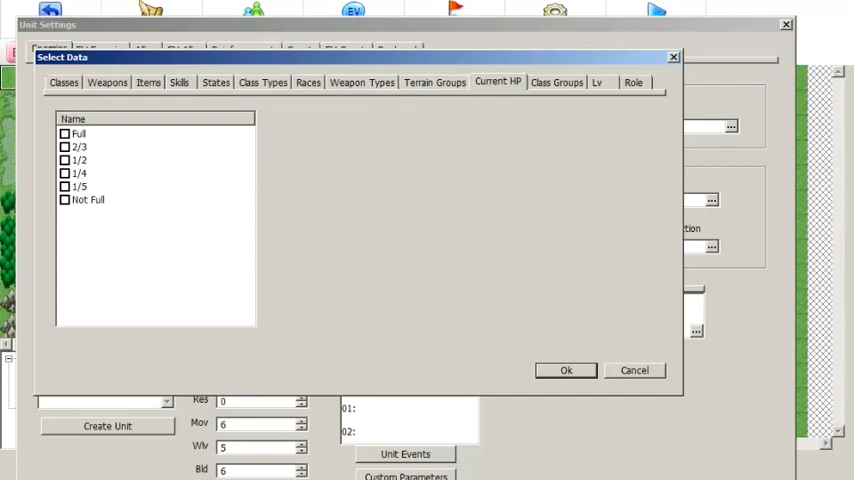 EV
Unit Settings
Select Data
Classes Weapons Items Skills States Class Types Races Weapon Types Terrain Groups Current HP Class Groups Lv Role
Name
Full
2/3
1/2
1/4
1/5
Not Full
...
...
tion
...
...
Ok Cancel
Res 0
Mov 6
Wlv 5
Bld 6
01:
02:
Create Unit
Unit Events
Custom Parameters